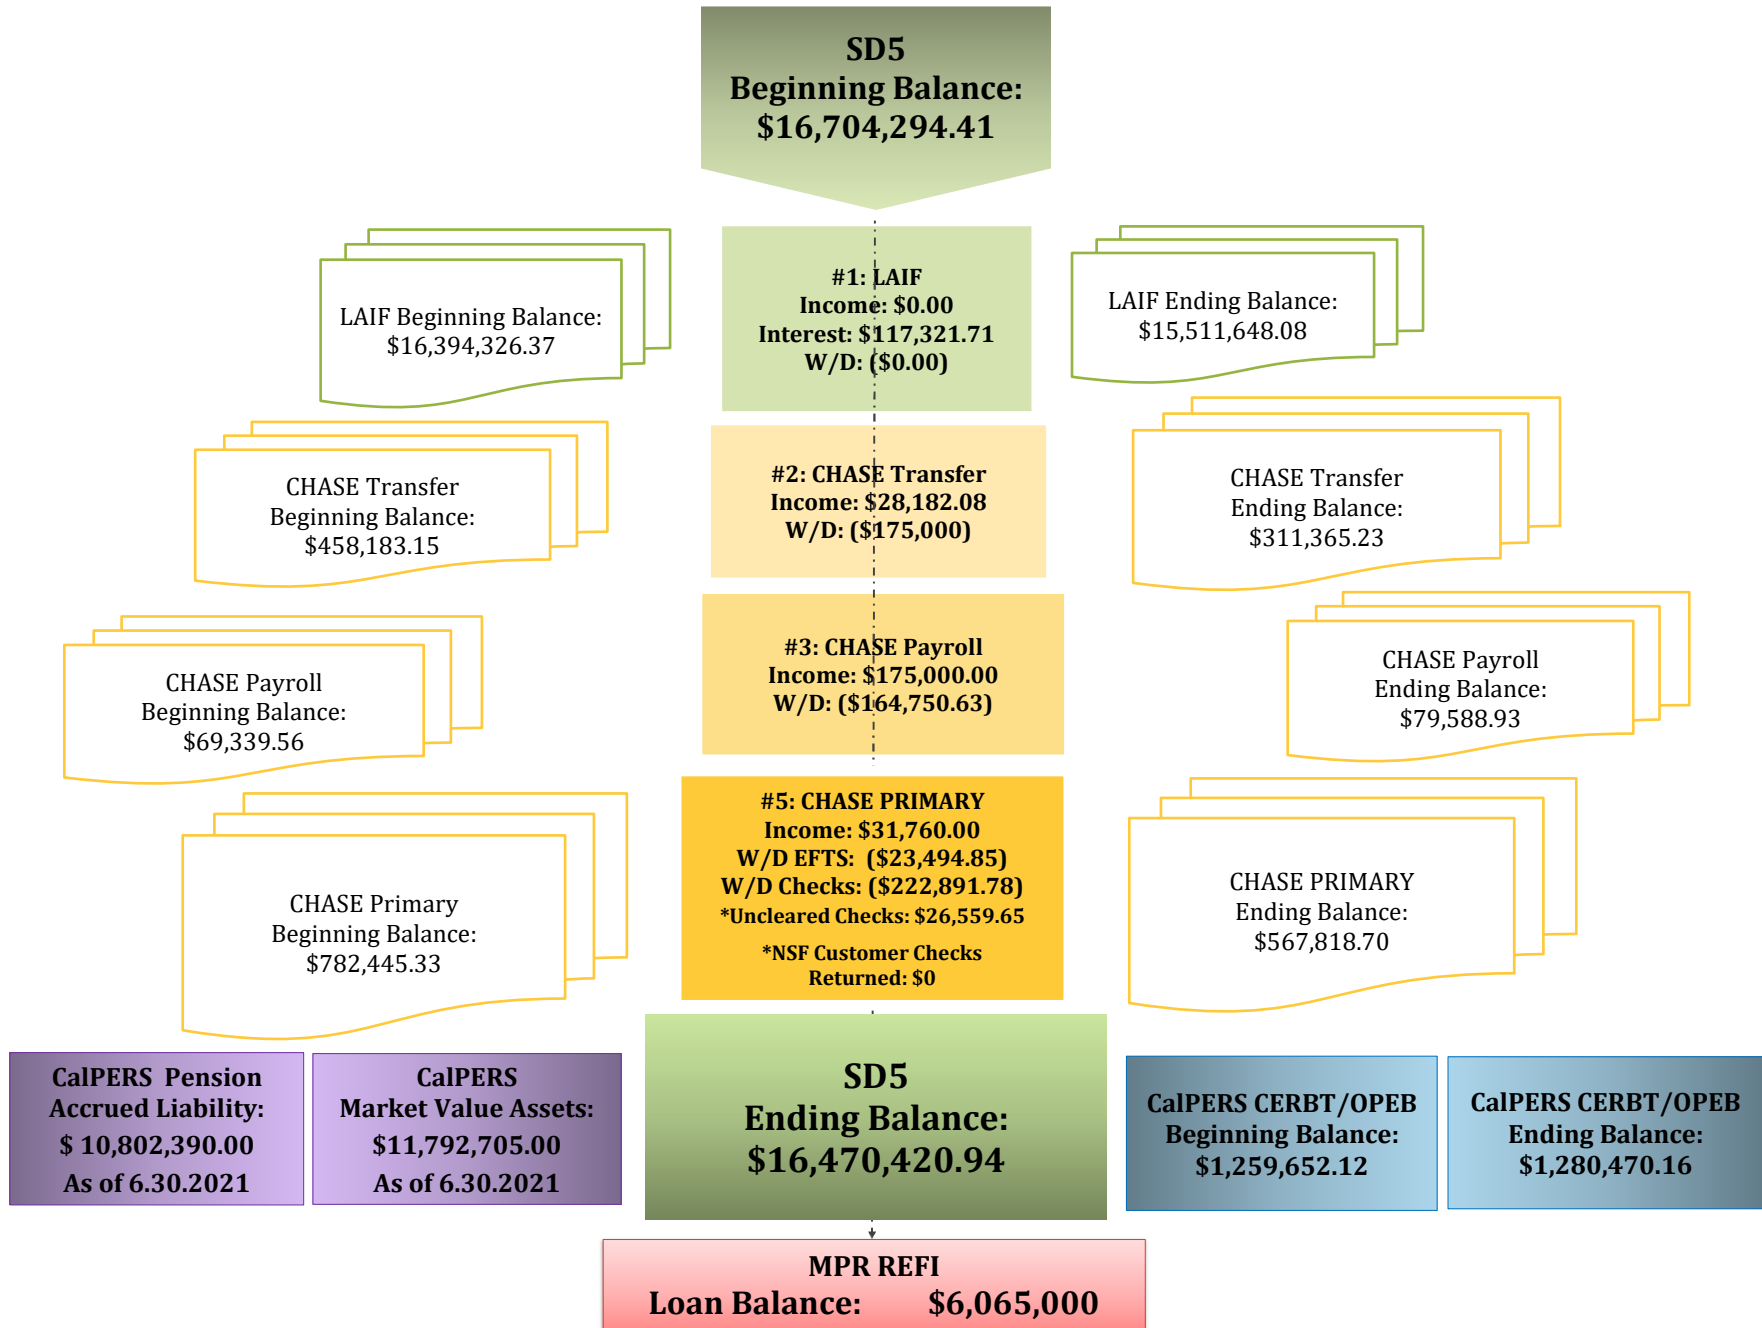 SD5
Beginning Balance:
$16,704,294.41
LAIF Beginning Balance:
$16,394,326.37
#1: LAIF
Income: $0.00
Interest: $117,321.71
W/D: ($0.00)
LAIF Ending Balance:
$15,511,648.08
CHASE Transfer
Beginning Balance:
$458,183.15
#2: CHASE Transfer
Income: $28,182.08
W/D: ($175,000)
CHASE Transfer
Ending Balance:
$311,365.23
CHASE Payroll
Beginning Balance:
$69,339.56
#3: CHASE Payroll
Income: $175,000.00
W/D: ($164,750.63)
CHASE Payroll
Ending Balance:
$79,588.93
CHASE Primary
Beginning Balance:
$782,445.33
#5: CHASE PRIMARY
Income: $31,760.00
W/D EFTS:  ($23,494.85)
W/D Checks: ($222,891.78)
*Uncleared Checks: $26,559.65
*NSF Customer Checks
Returned: $0
CHASE PRIMARY
Ending Balance:
$567,818.70
CalPERS  Pension
Accrued Liability:
$ 10,802,390.00
As of 6.30.2021
CalPERS
Market Value Assets:
$11,792,705.00
As of 6.30.2021
SD5
Ending Balance:
$16,470,420.94
CalPERS CERBT/OPEB
Beginning Balance:
$1,259,652.12
CalPERS CERBT/OPEB
Ending Balance:
$1,280,470.16
MPR REFI
Loan Balance: $6,065,000